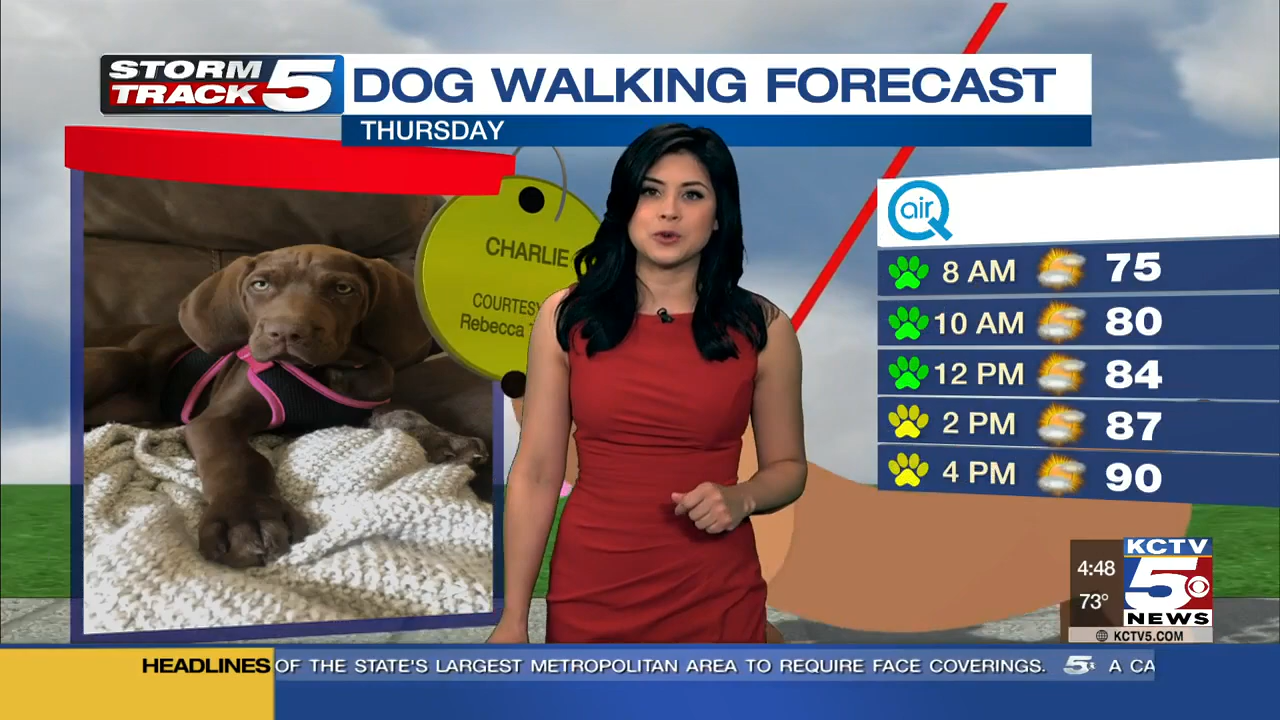 STORM TRACK 5
DOG WALKING FORECAST
THURSDAY
CHARLIE
COURTESY
Rebecca
air Q
8 AM 75
10 AM 80
12 PM 84
2 PM 87
4 PM 90
4:48
73°
KCTV
5
NEWS
KCTV5.COM
HEADLINES OF THE STATE'S LARGEST METROPOLITAN AREA TO REQUIRE FACE COVERINGS. 5 A CA